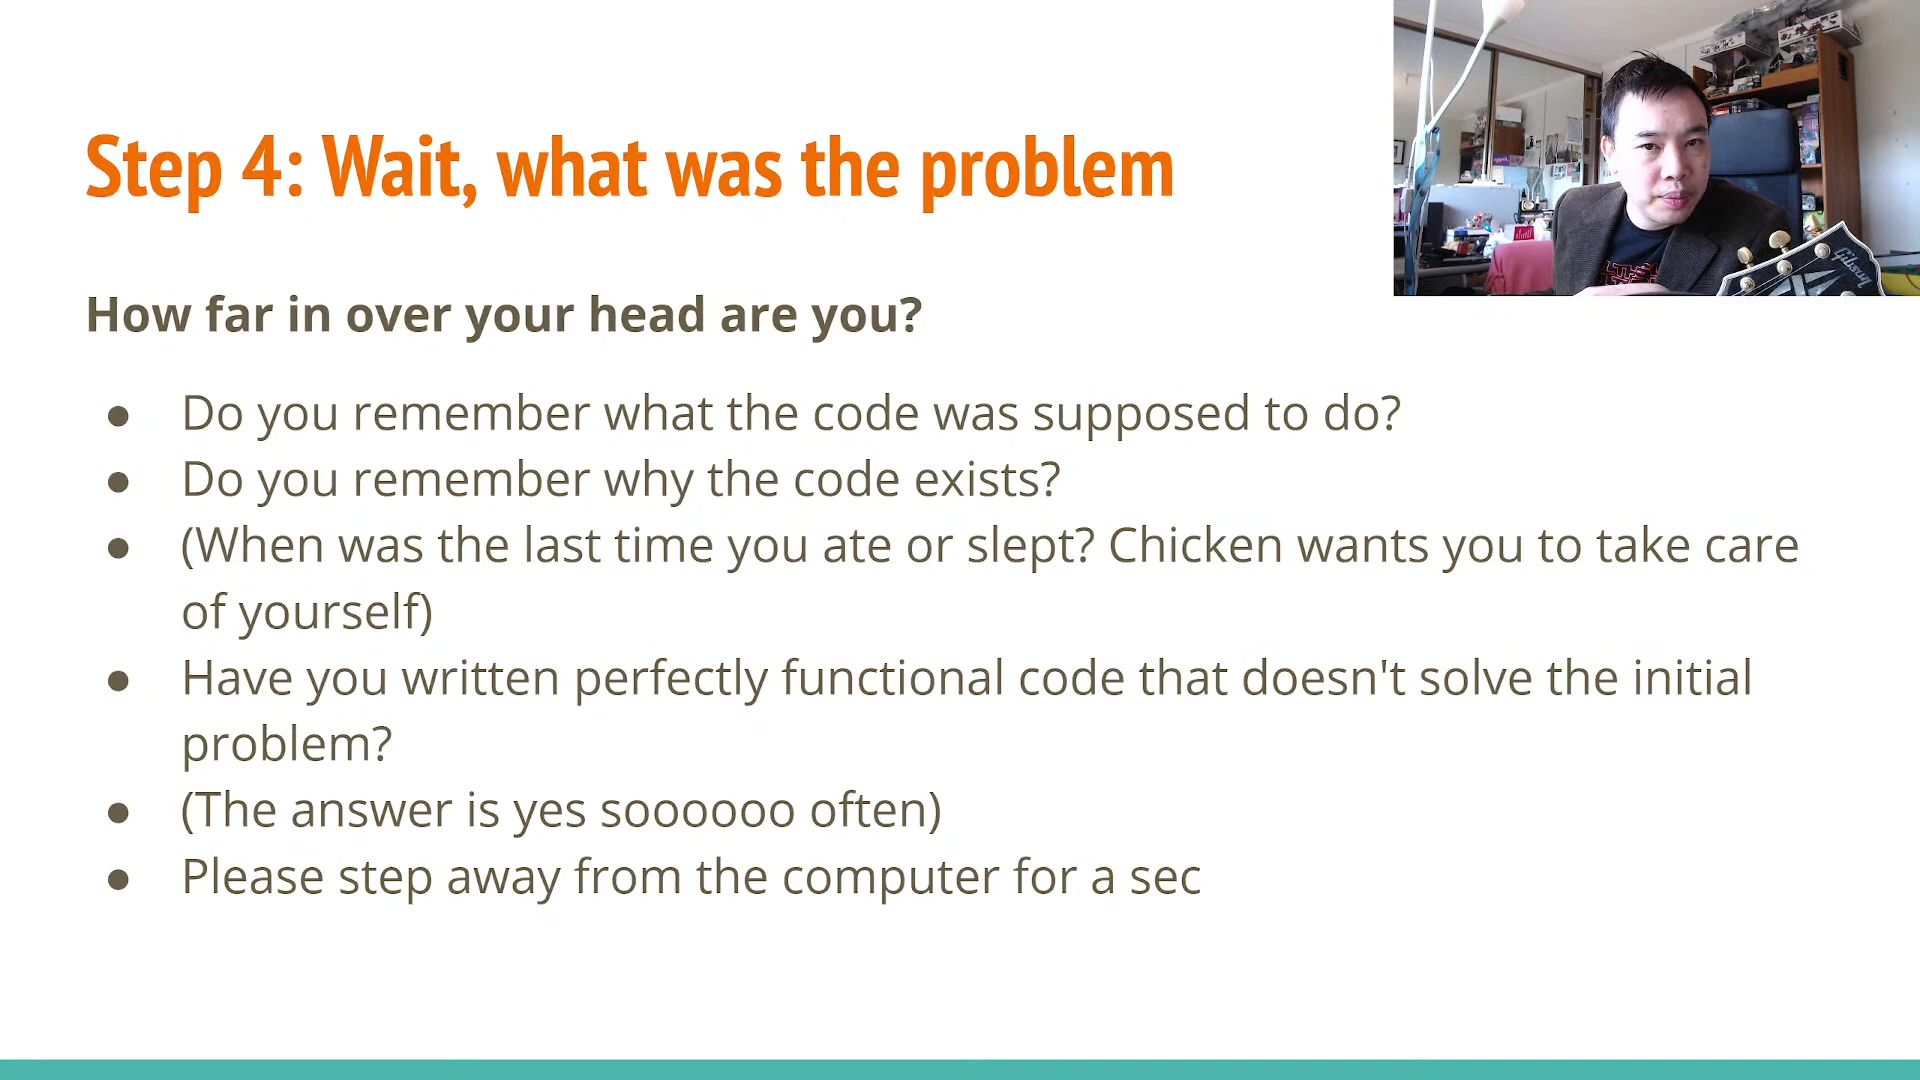 Step 4: Wait, what was the problem
Gibson
How far in over your head are you?
● Do you remember what the code was supposed to do?
● Do you remember why the code exists?
● (When was the last time you ate or slept? Chicken wants you to take care
of yourself)
● Have you written perfectly functional code that doesn't solve the initial
problem?
● (The answer is yes soooooo often)
● Please step away from the computer for a sec